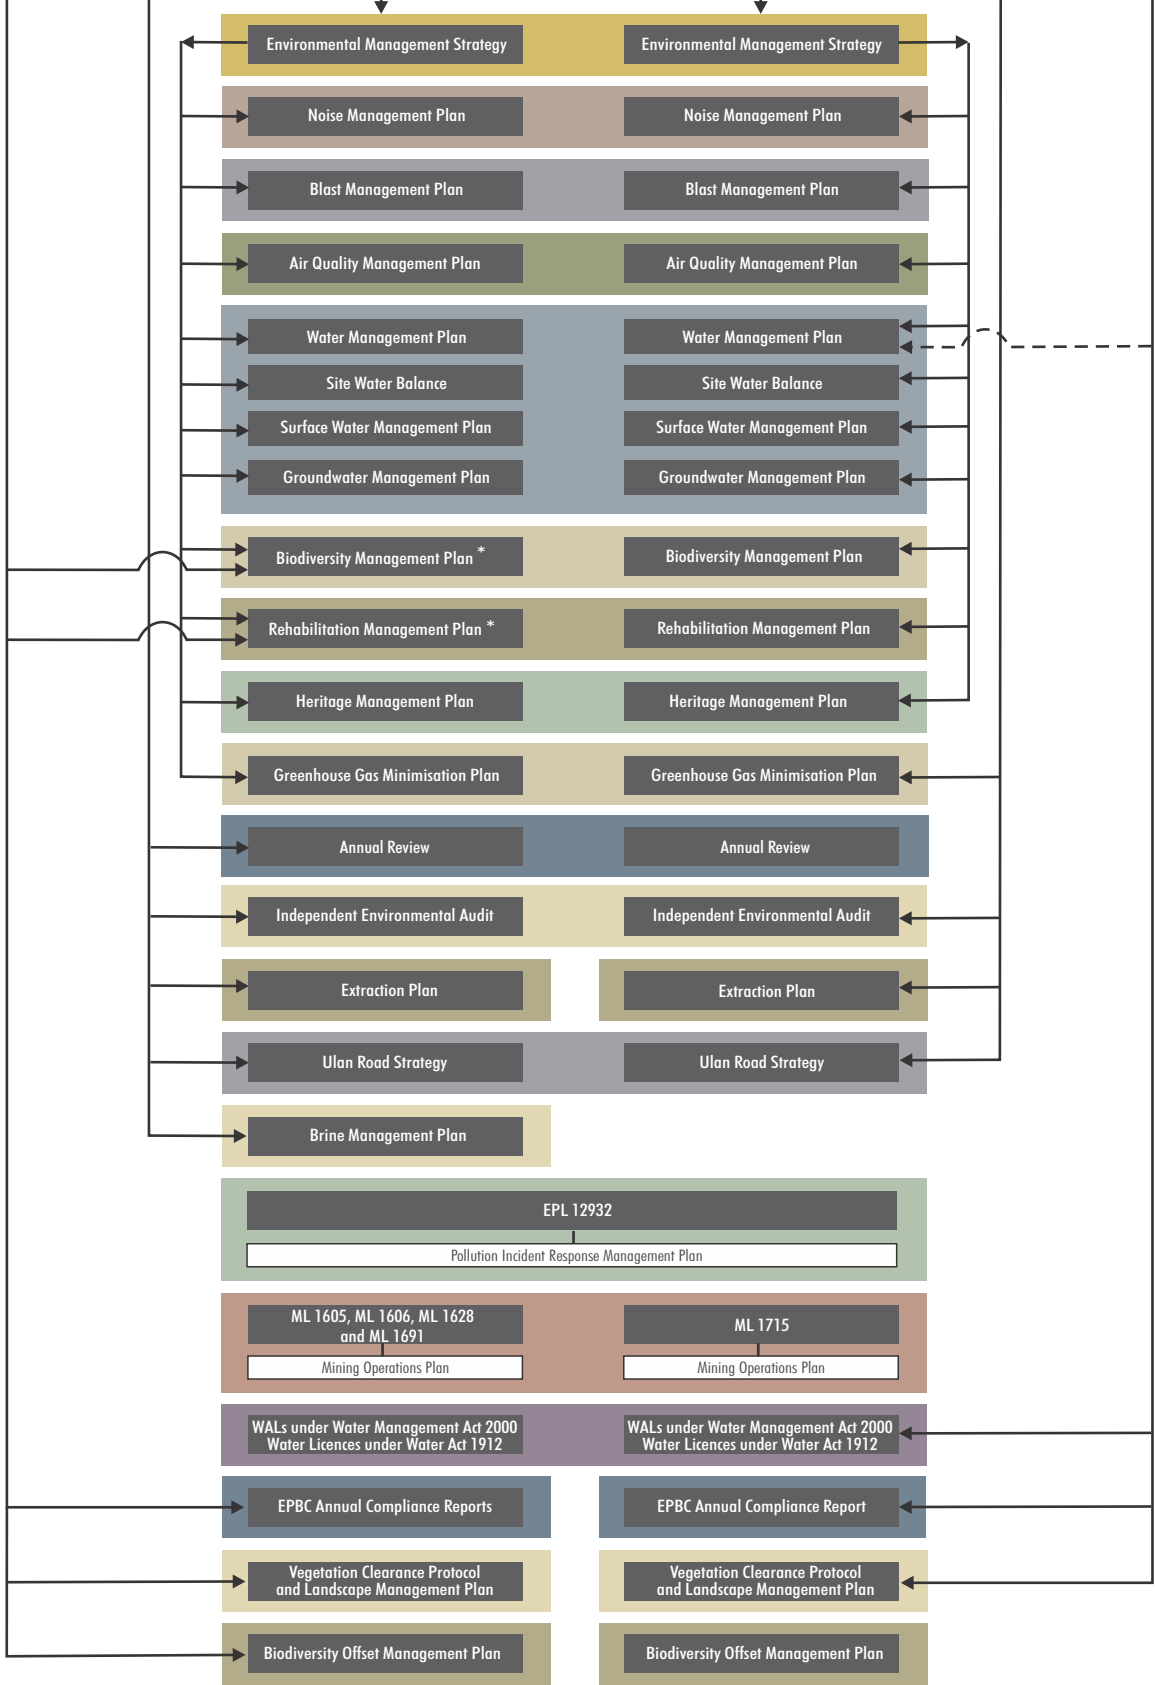 Environmental Management Strategy
Environmental Management Strategy
Noise Management Plan
Noise Management Plan
Blast Management Plan
Blast Management Plan
Air Quality Management Plan
Air Quality Management Plan
Water Management Plan
Water Management Plan
Site Water Balance
Site Water Balance
Surface Water Management Plan
Surface Water Management Plan
Groundwater Management Plan
Groundwater Management Plan
Biodiversity Management Plan *
Biodiversity Management Plan
Rehabilitation Management Plan *
Rehabilitation Management Plan
Heritage Management Plan
Heritage Management Plan
Greenhouse Gas Minimisation Plan
Greenhouse Gas Minimisation Plan
Annual Review
Annual Review
Independent Environmental Audit
Independent Environmental Audit
Extraction Plan
Extraction Plan
Ulan Road Strategy
Ulan Road Strategy
Brine Management Plan
EPL 12932
Pollution Incident Response Management Plan
ML 1605, ML 1606, ML 1628
and ML 1691
ML 1715
Mining Operations Plan
Mining Operations Plan
WALs under Water Management Act 2000
Water Licences under Water Act 1912
WALs under Water Management Act 2000
Water Licences under Water Act 1912
EPBC Annual Compliance Reports
EPBC Annual Compliance Report
Vegetation Clearance Protocol
and Landscape Management Plan
Vegetation Clearance Protocol
and Landscape Management Plan
Biodiversity Offset Management Plan
Biodiversity Offset Management Plan